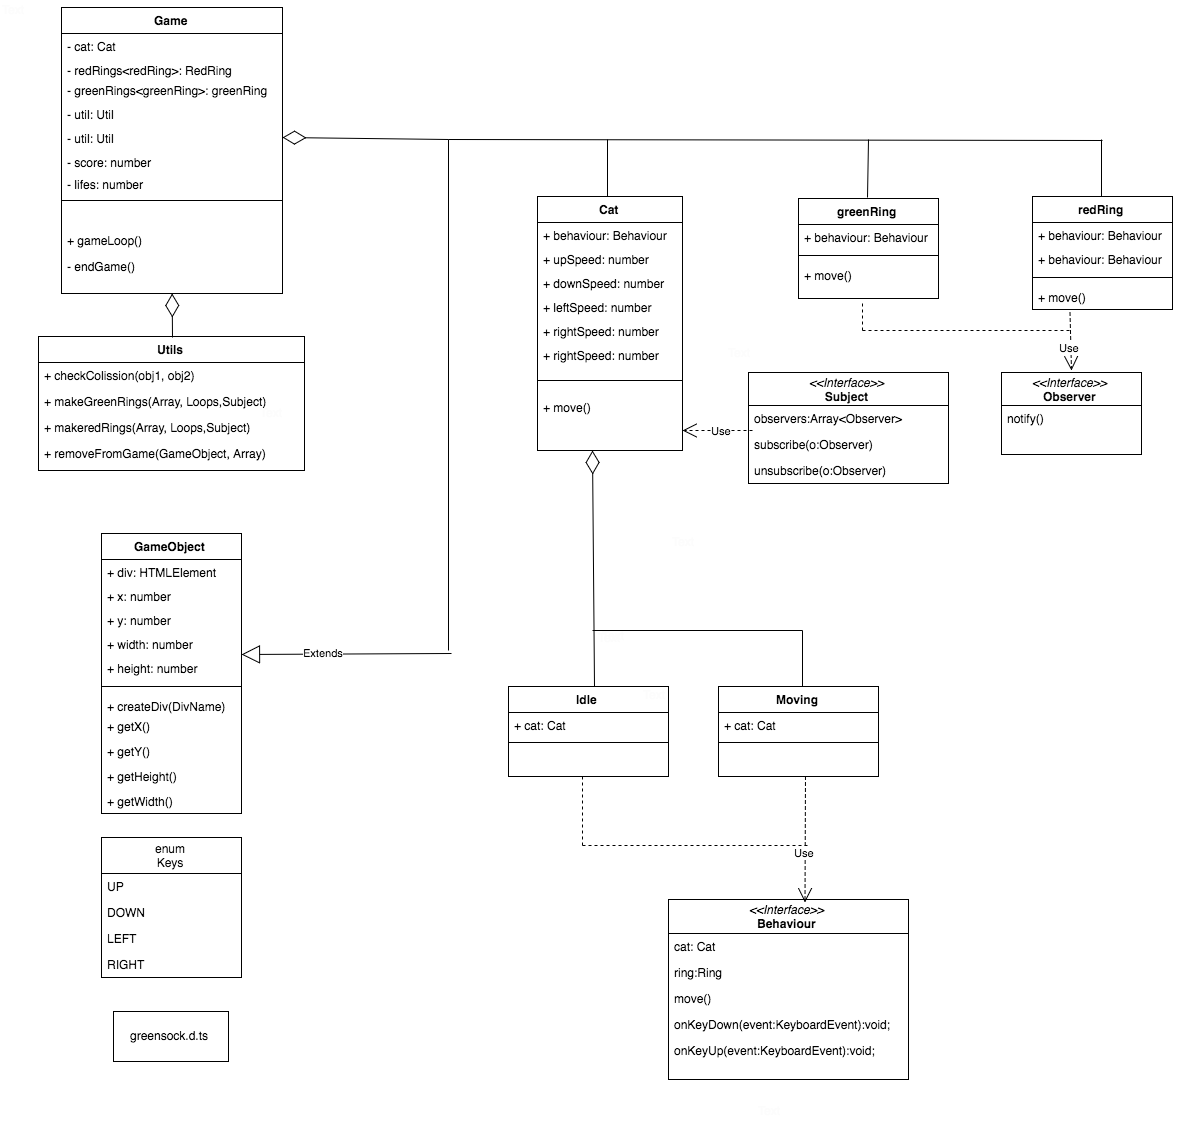 Game
- cat: Cat
- redRings<redRing>: RedRing
- greenRings<greenRing>: greenRing
- util: Util
- util: Util
- score: number
- lifes: number
+ gameLoop()
- endGame()
Utils
+ checkColission(obj1, obj2)
+ makeGreenRings(Array, Loops,Subject)
+ makeredRings(Array, Loops,Subject)
+ removeFromGame(GameObject, Array)
Cat
+ behaviour: Behaviour
+ upSpeed: number
+ downSpeed: number
+ leftSpeed: number
+ rightSpeed: number
+ rightSpeed: number
+ move()
greenRing
+ behaviour: Behaviour
+ move()
redRing
+ behaviour: Behaviour
+ behaviour: Behaviour
+ move()
Use
<<Interface>>
Subject
observers:Array<Observer>
subscribe(o:Observer)
unsubscribe(o:Observer)
Use
<<Interface>>
Observer
notify()
GameObject
+ div: HTMLElement
+ x: number
+ y: number
+ width: number
+ height: number
+ createDiv(DivName)
+ getX()
+ getY()
+ getHeight()
+ getWidth()
Extends
Idle
+ cat: Cat
Moving
+ cat: Cat
Use
enum
Keys
UP
DOWN
LEFT
RIGHT
<<Interface>>
Behaviour
cat: Cat
ring:Ring
move()
onKeyDown(event:KeyboardEvent):void;
onKeyUp(event:KeyboardEvent):void;
greensock.d.ts